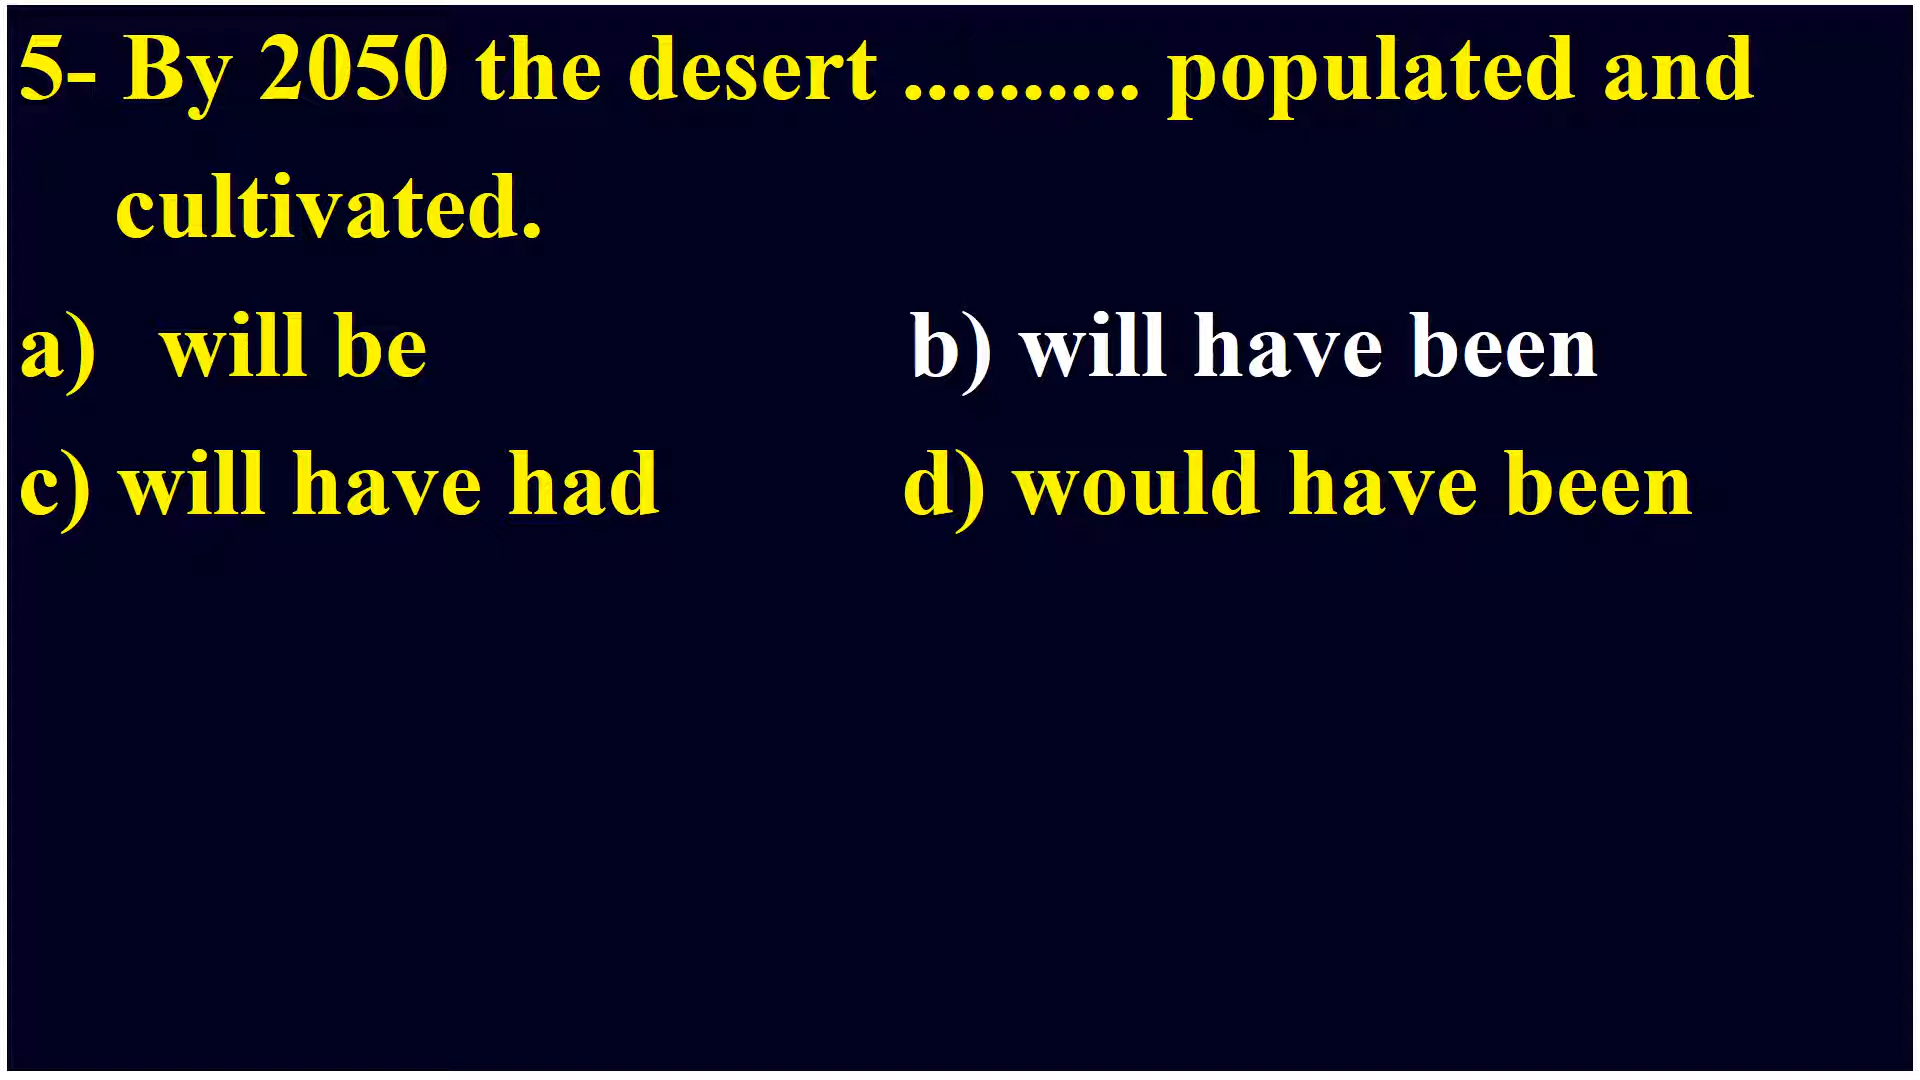 5- By 2050 the desert .......... populated and
cultivated.
a) will be b) will have been
c) will have had d) would have been